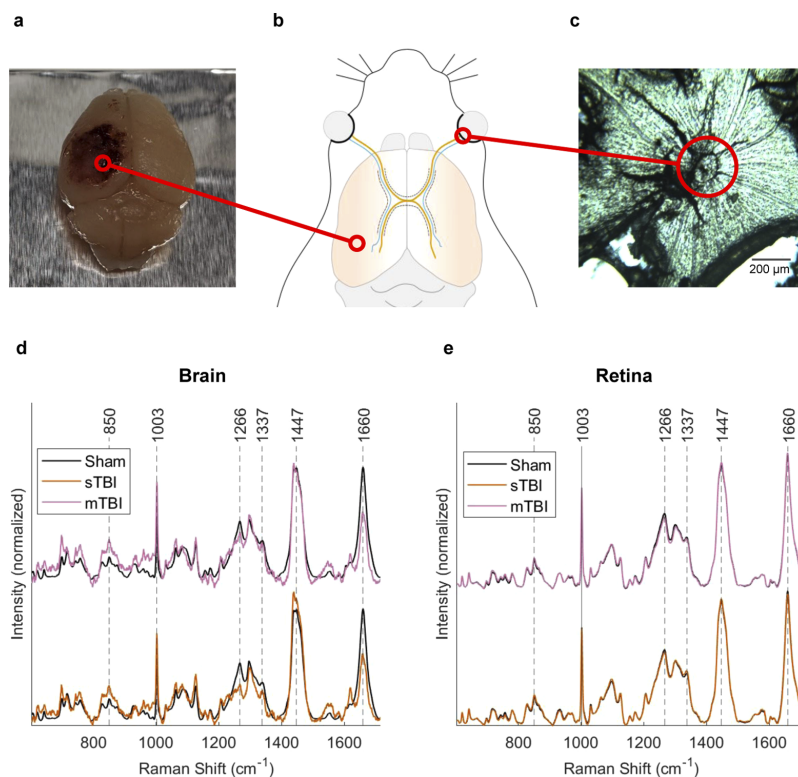 a
b
c
200 µm
d
Brain
Intensity (normalized)
850
1003
1266
1337
1447
1660
Sham
sTBI
mTBI
800
1000
1200
1400
1600
Raman Shift (cm⁻¹)
e
Retina
Intensity (normalized)
850
1003
1266
1337
1447
1660
Sham
sTBI
mTBI
800
1000
1200
1400
1600
Raman Shift (cm⁻¹)